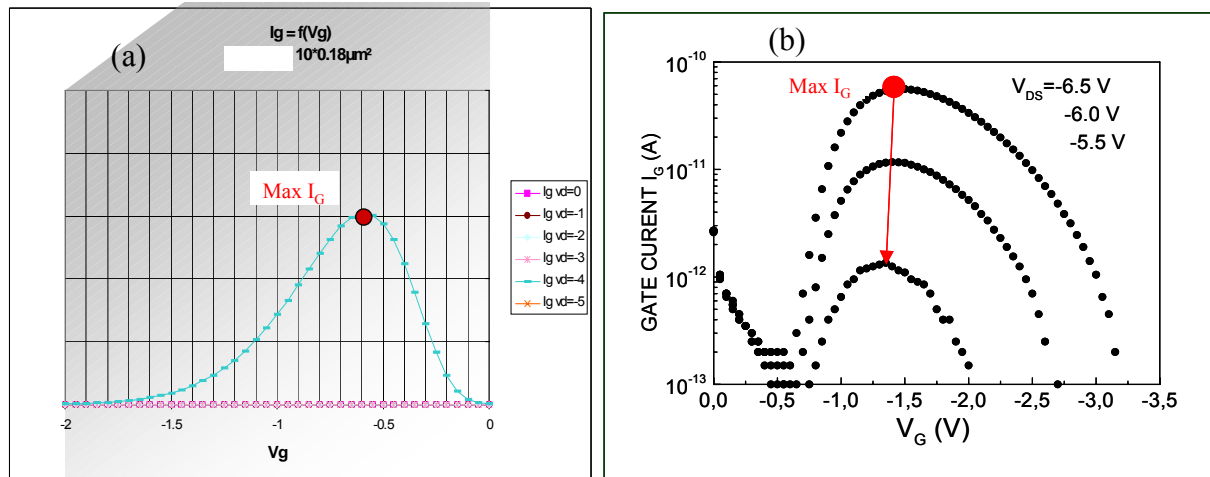 Ig = f(Vg)
10*0.18µm²
(a)
Max I_G
Ig vd=0
Ig vd=-1
Ig vd=-2
Ig vd=-3
Ig vd=-4
Ig vd=-5
-2 -1.5 -1 -0.5 0
Vg
(b)
Max I_G
V_DS=-6.5 V
-6.0 V
-5.5 V
10⁻¹⁰
10⁻¹¹
10⁻¹²
10⁻¹³
GATE CURENT I_G (A)
0,0 -0,5 -1,0 -1,5 -2,0 -2,5 -3,0 -3,5
V_G (V)